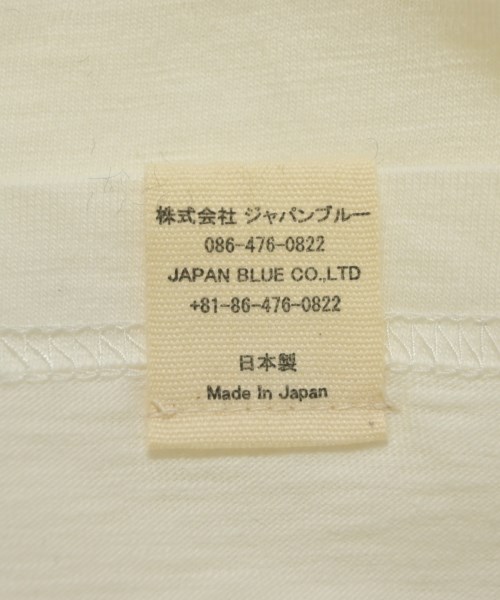 株式会社 ジャパンブルー
086-476-0822
JAPAN BLUE CO.,LTD
+81-86-476-0822
日本製
Made In Japan